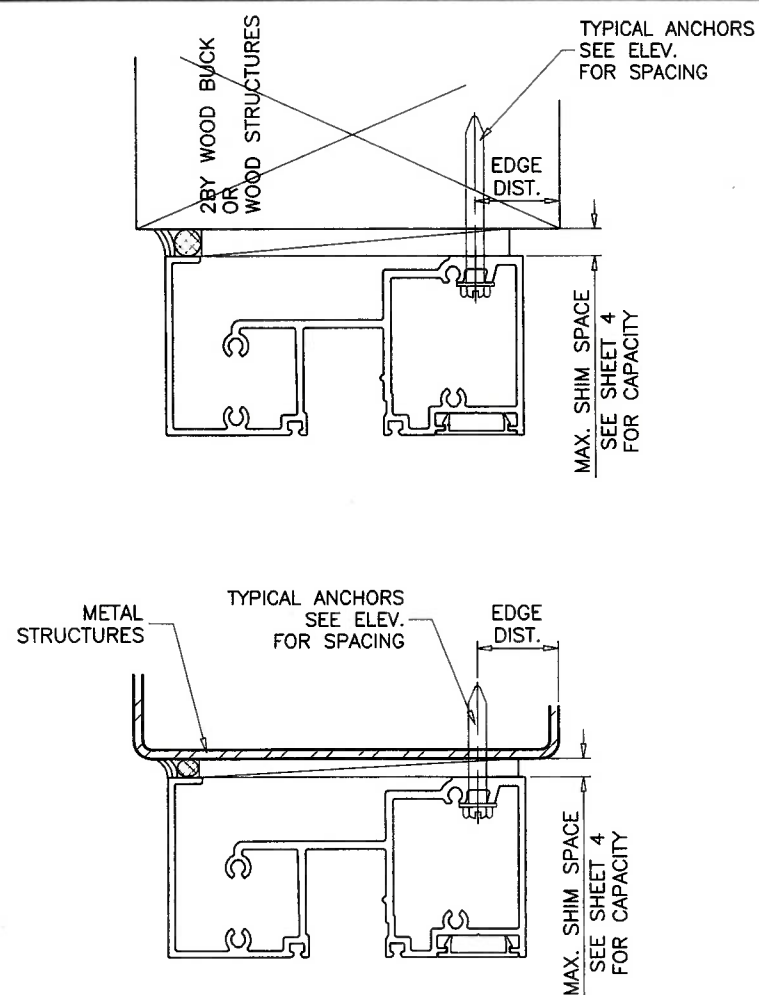 TYPICAL ANCHORS
SEE ELEV.
FOR SPACING
2BY WOOD BUCK
OR
WOOD STRUCTURES
EDGE
DIST.
MAX. SHIM SPACE
SEE SHEET 4
FOR CAPACITY
METAL
STRUCTURES
TYPICAL ANCHORS
SEE ELEV.
FOR SPACING
EDGE
DIST.
MAX. SHIM SPACE
SEE SHEET 4
FOR CAPACITY